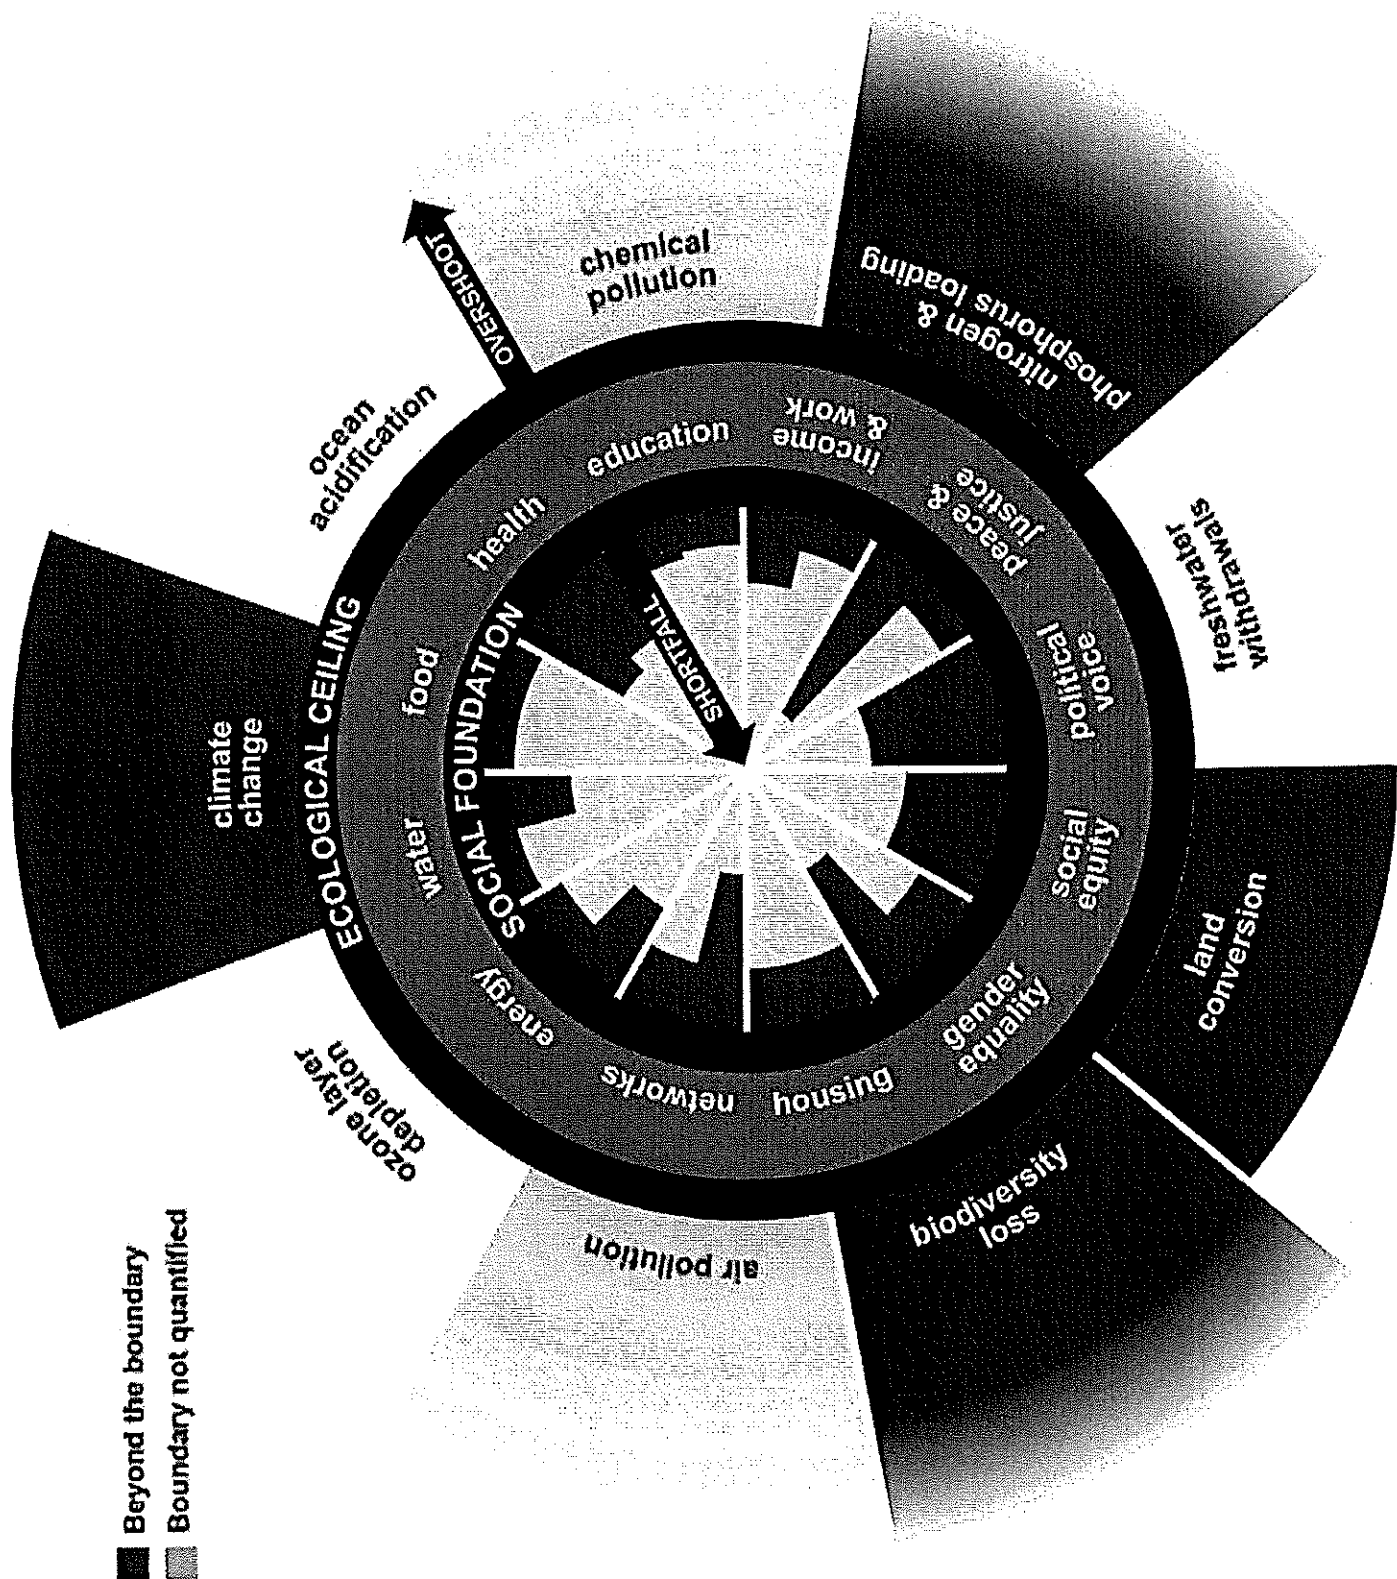 Beyond the boundary
Boundary not quantified
ECOLOGICAL CEILING
climate
change
ocean
acidification
OVERSHOOT
chemical
pollution
nitrogen &
phosphorus loading
freshwater
withdrawals
land
conversion
biodiversity
loss
air pollution
ozone layer
depletion
SOCIAL FOUNDATION
SHORTFALL
water
food
health
education
income
& work
peace &
justice
political
voice
social
equity
gender
equality
housing
networks
energy